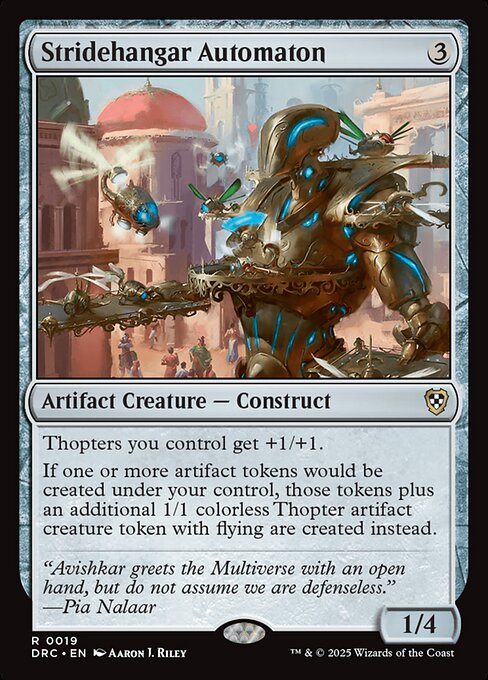 Stridehangar Automaton 3
Artifact Creature — Construct
Thopters you control get +1/+1.
If one or more artifact tokens would be
created under your control, those tokens plus
an additional 1/1 colorless Thopter artifact
creature token with flying are created instead.
“Avishkar greets the Multiverse with an open
hand, but do not assume we are defenseless.”
—Pia Nalaar
1/4
R 0019
DRC • EN Aaron J. Riley
™ & © 2025 Wizards of the Coast